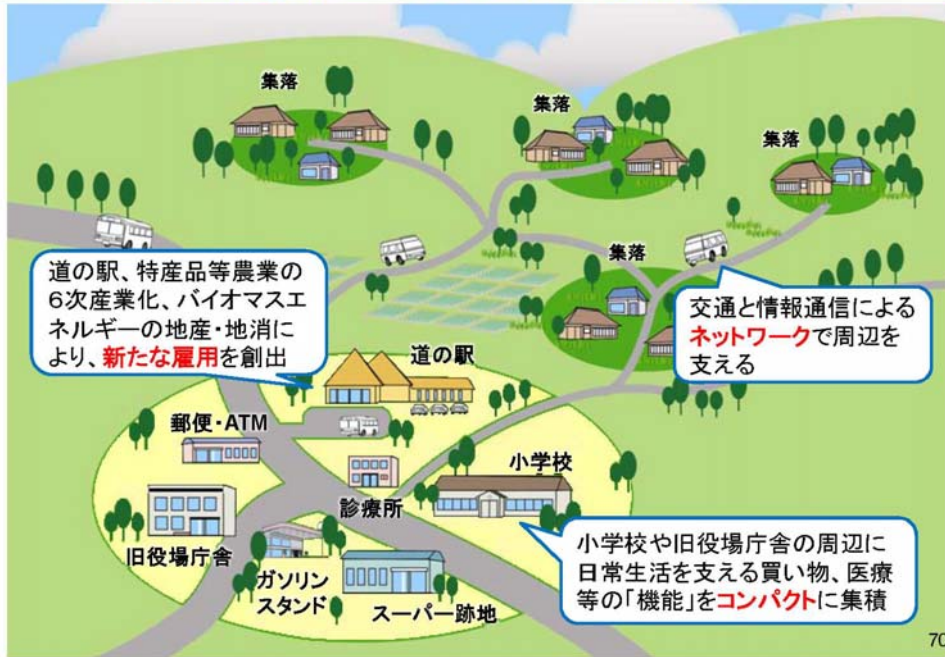 集落
集落
集落
集落
道の駅、特産品等農業の
６次産業化、バイオマスエ
ネルギーの地産・地消に
より、新たな雇用を創出
交通と情報通信による
ネットワークで周辺を
支える
道の駅
郵便・ATM
小学校
診療所
旧役場庁舎
ガソリン
スタンド
スーパー跡地
小学校や旧役場庁舎の周辺に
日常生活を支える買い物、医療
等の「機能」をコンパクトに集積
70